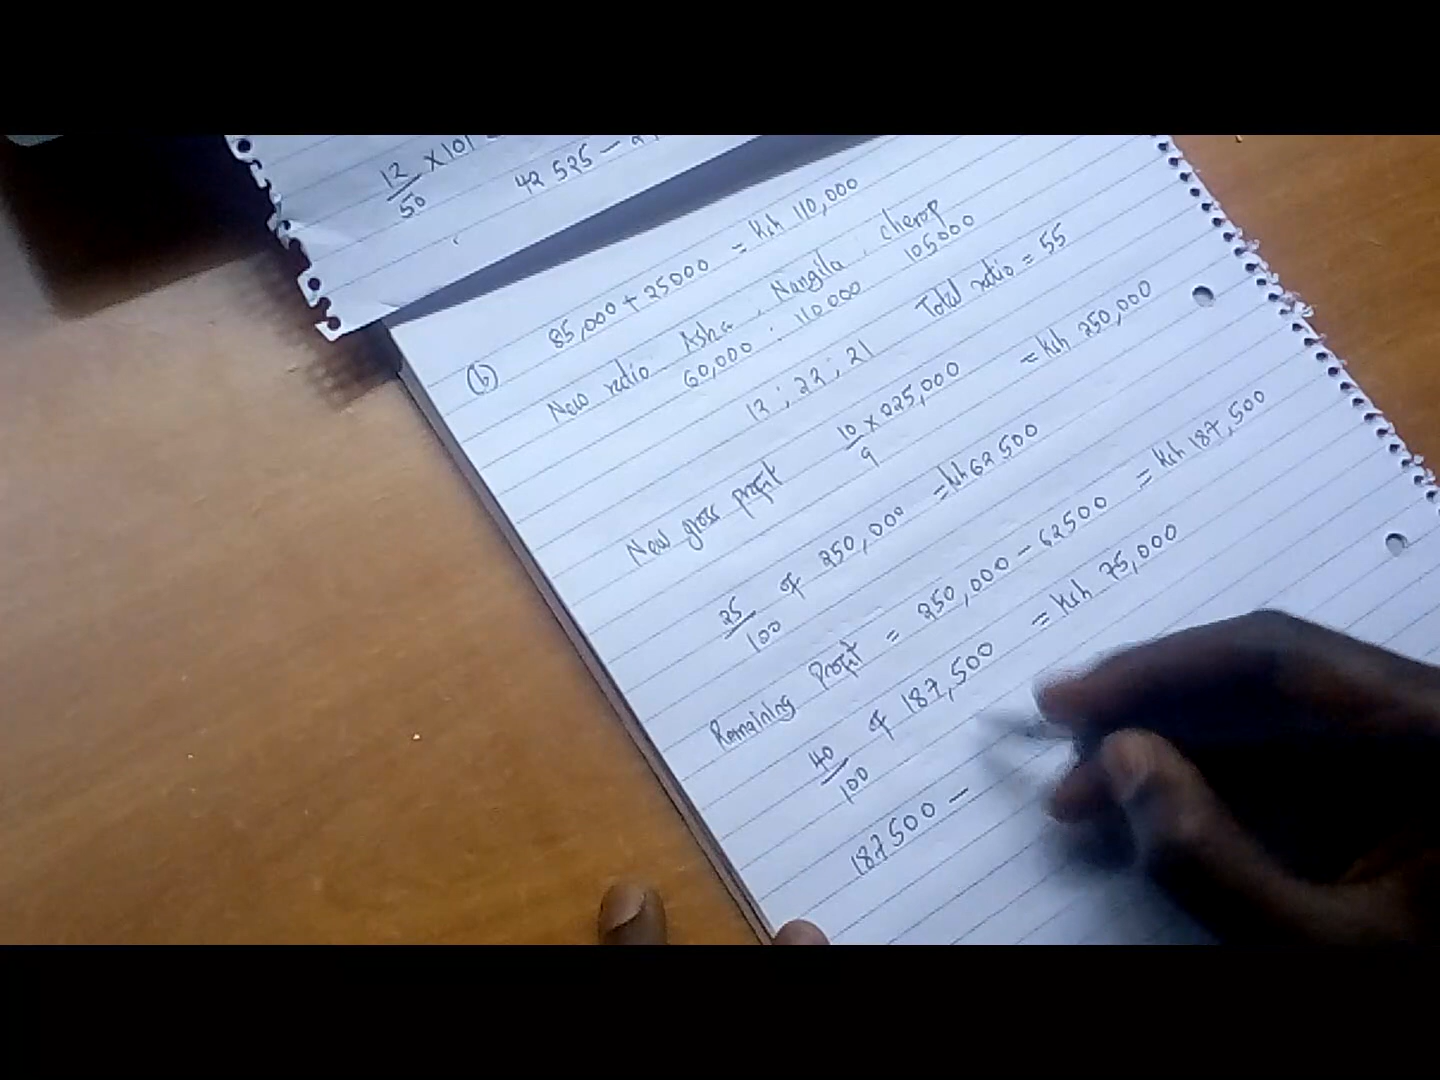 12/50 × 101
42 525 –
(b) 85,000 + 25000 = Ksh 110,000
New ratio Asha : Nangila : Cherop
60,000 : 110 000 105000
12 : 22 : 21 Total ratio = 55
New gross profit 10/9 × 225,000 = Ksh 250,000
25/100 of 250,000 = Ksh 62 500
Remaining Profit = 250,000 – 62500 = Ksh 187,500
40/100 of 187,500 = Ksh 75,000
187 500 –